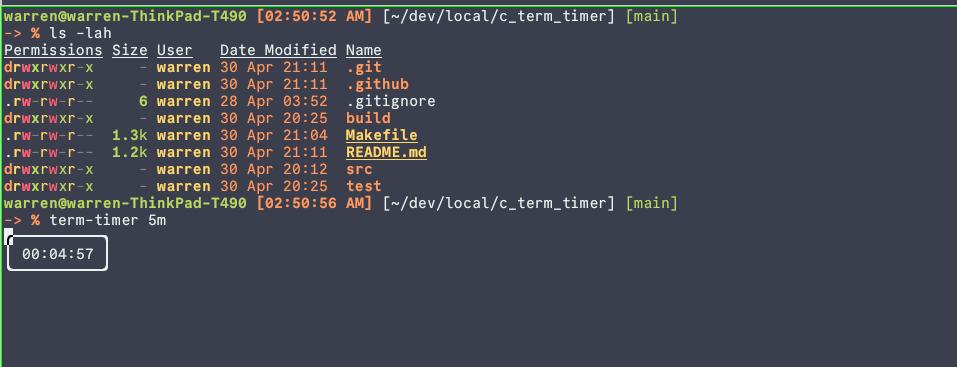 warren@warren-ThinkPad-T490 [02:50:52 AM] [~/dev/local/c_term_timer] [main]
-> % ls -lah
Permissions Size User Date Modified Name
drwxrwxr-x - warren 30 Apr 21:11 .git
drwxrwxr-x - warren 30 Apr 21:11 .github
.rw-rw-r-- 6 warren 28 Apr 03:52 .gitignore
drwxrwxr-x - warren 30 Apr 20:25 build
.rw-rw-r-- 1.3k warren 30 Apr 21:04 Makefile
.rw-rw-r-- 1.2k warren 30 Apr 21:11 README.md
drwxrwxr-x - warren 30 Apr 20:12 src
drwxrwxr-x - warren 30 Apr 20:25 test
warren@warren-ThinkPad-T490 [02:50:56 AM] [~/dev/local/c_term_timer] [main]
-> % term-timer 5m
00:04:57